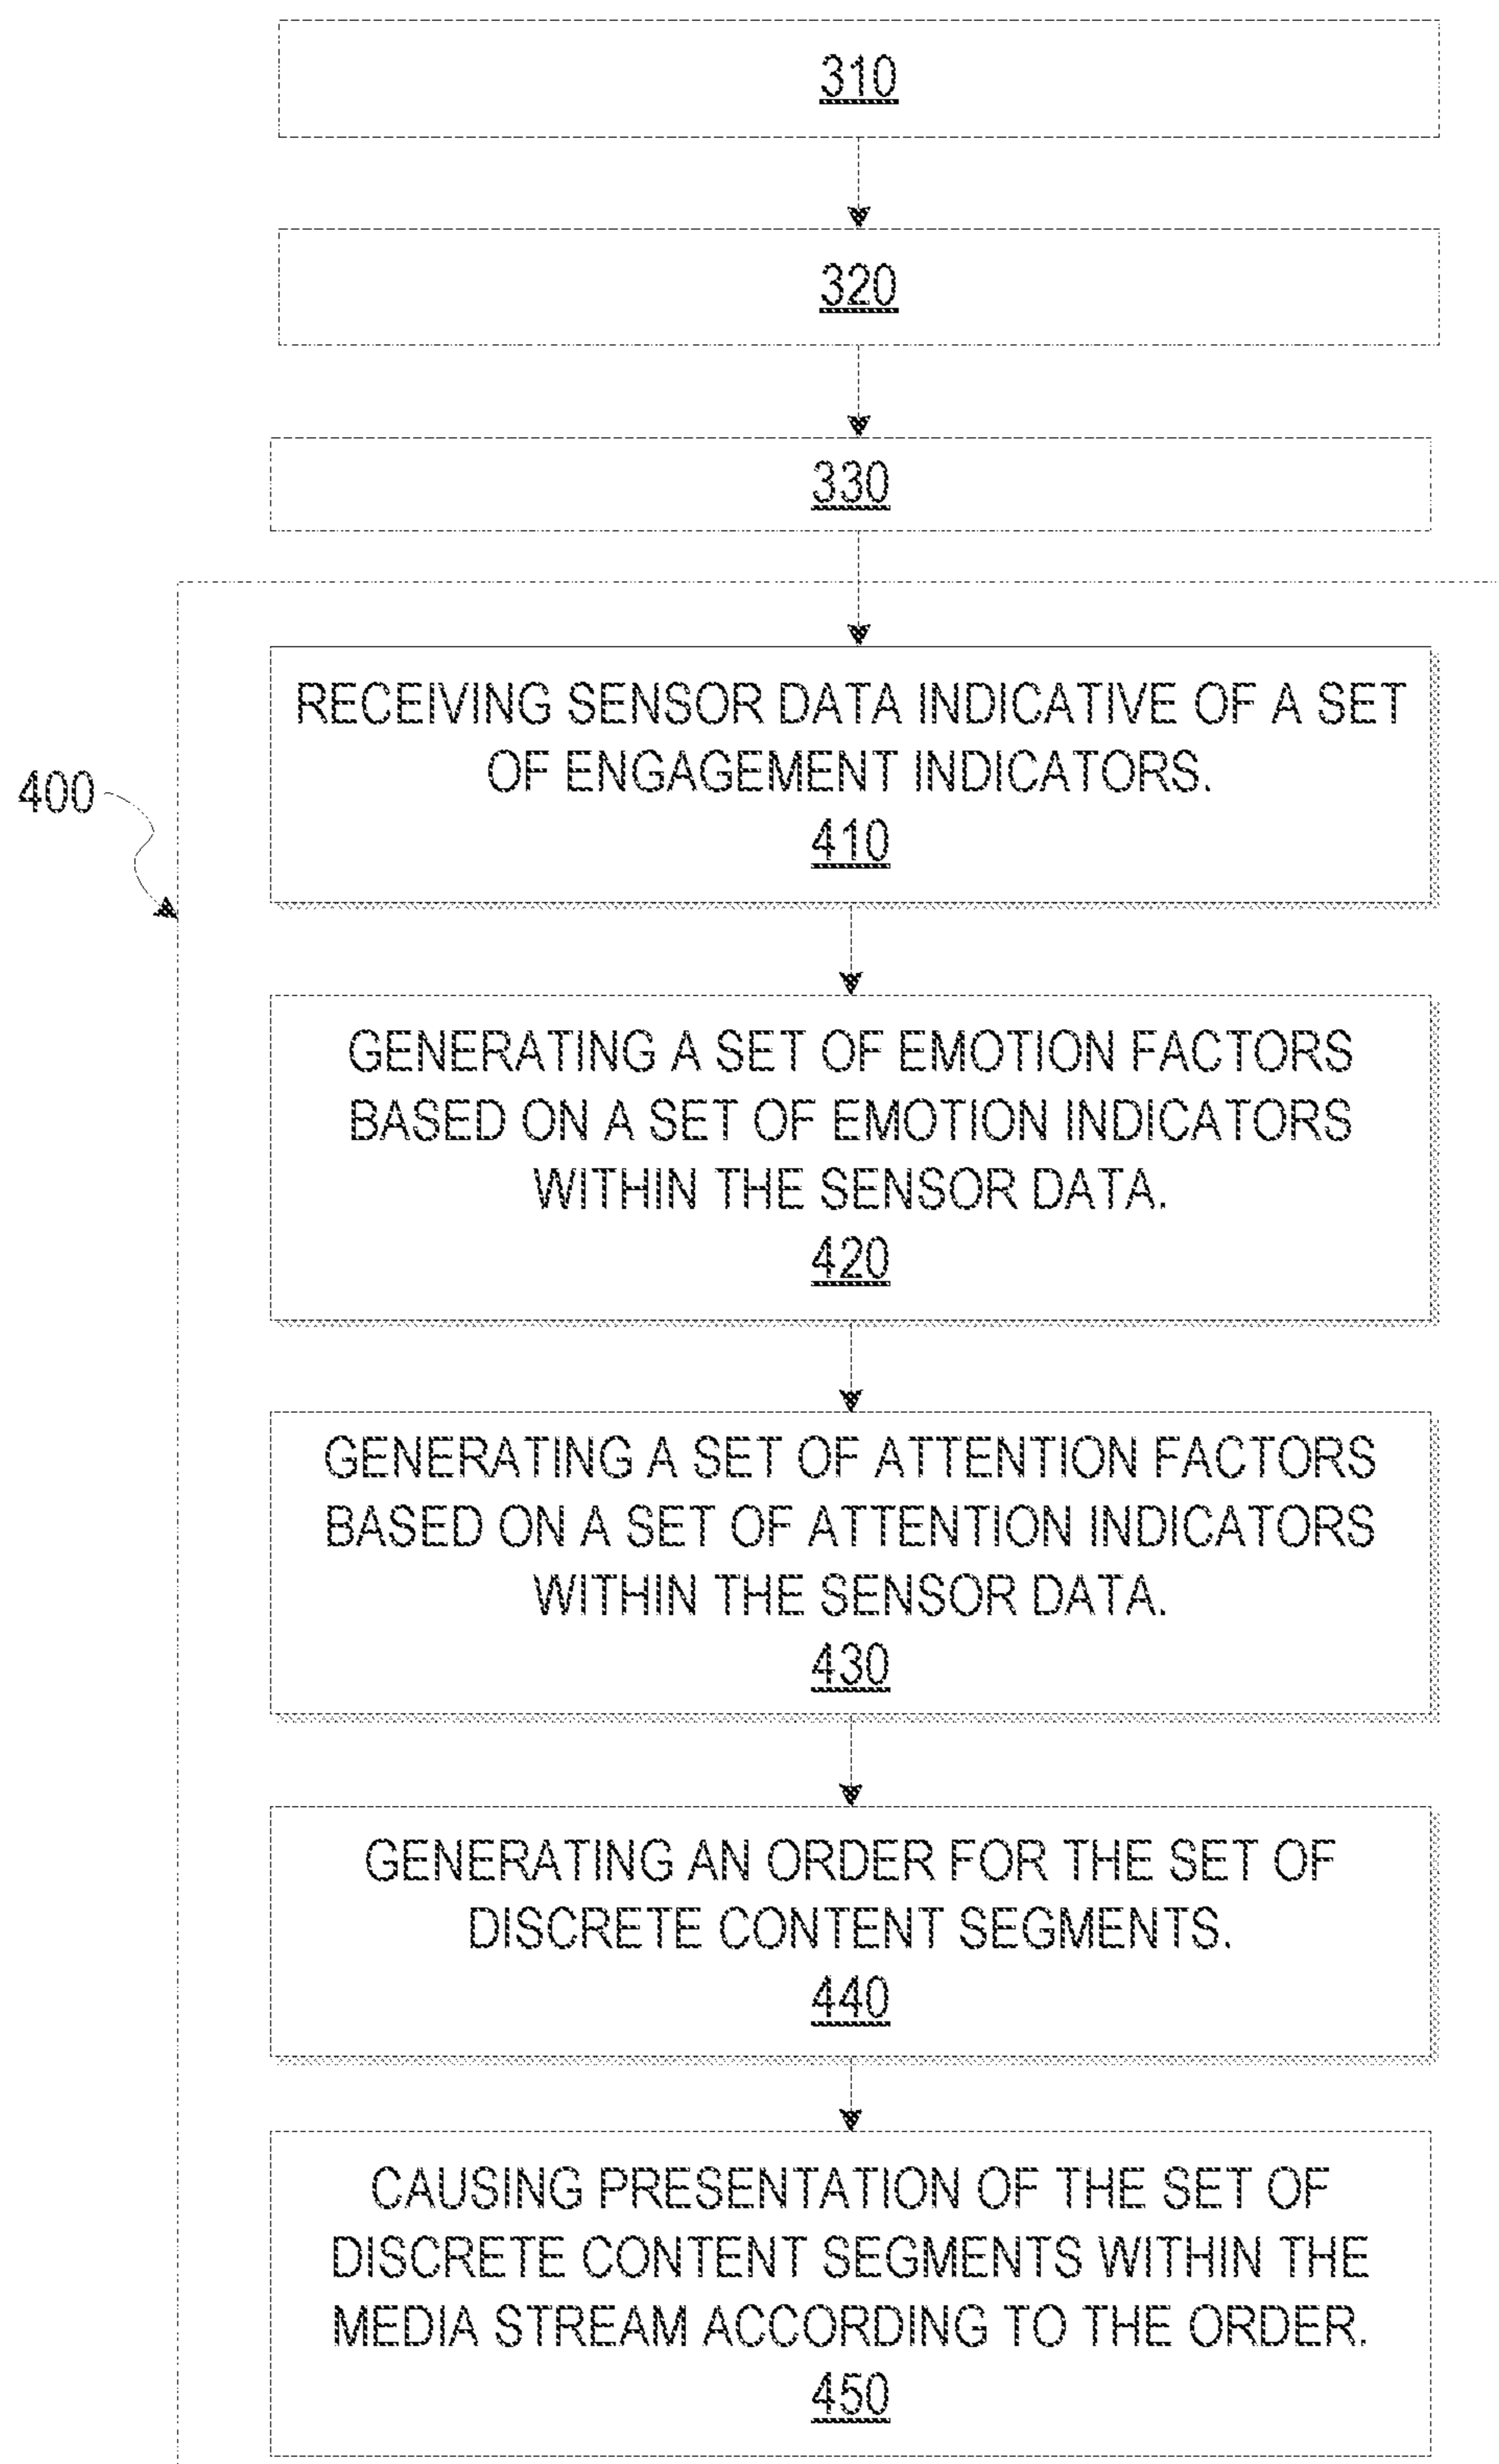 310
320
330
400
RECEIVING SENSOR DATA INDICATIVE OF A SET
OF ENGAGEMENT INDICATORS.
410
GENERATING A SET OF EMOTION FACTORS
BASED ON A SET OF EMOTION INDICATORS
WITHIN THE SENSOR DATA.
420
GENERATING A SET OF ATTENTION FACTORS
BASED ON A SET OF ATTENTION INDICATORS
WITHIN THE SENSOR DATA.
430
GENERATING AN ORDER FOR THE SET OF
DISCRETE CONTENT SEGMENTS.
440
CAUSING PRESENTATION OF THE SET OF
DISCRETE CONTENT SEGMENTS WITHIN THE
MEDIA STREAM ACCORDING TO THE ORDER.
450